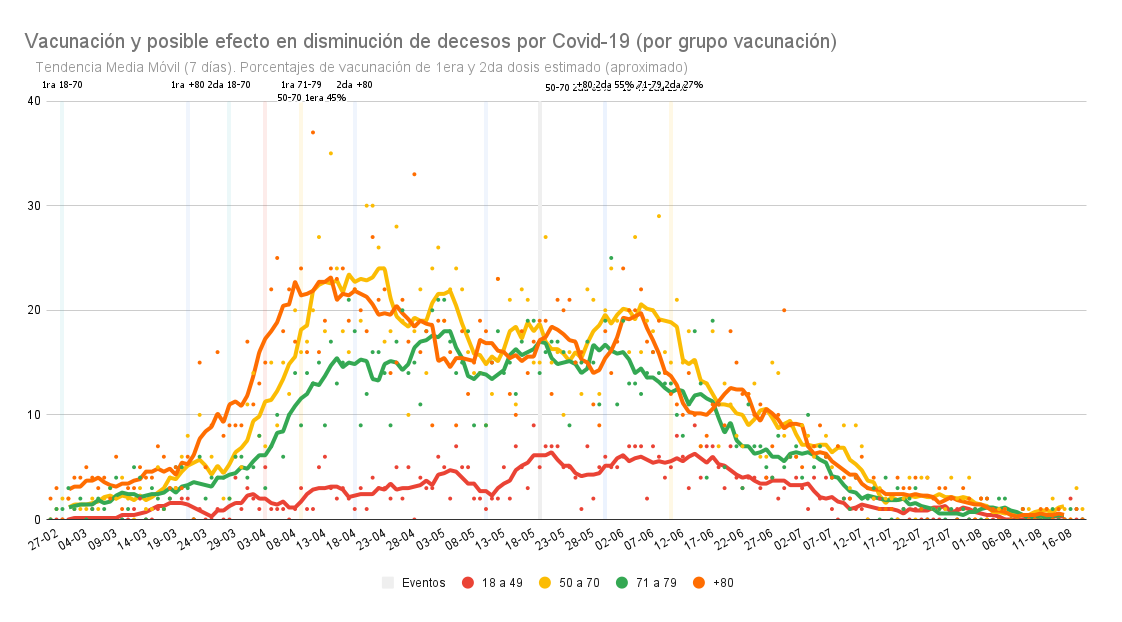 Vacunación y posible efecto en disminución de decesos por Covid-19 (por grupo vacunación)
Tendencia Media Móvil (7 días). Porcentajes de vacunación de 1era y 2da dosis estimado (aproximado)
1ra 18-70 1ra +80 2da 18-70 1ra 71-79 2da +80
50-70 1era 45%
50-70 2da +80 2da 55% 71-79 2da 27%
40
30
20
10
0
27-02 04-03 09-03 14-03 19-03 24-03 29-03 03-04 08-04 13-04 18-04 23-04 28-04 03-05 08-05 13-05 18-05 23-05 28-05 02-06 07-06 12-06 17-06 22-06 27-06 02-07 07-07 12-07 17-07 22-07 27-07 01-08 06-08 11-08 16-08
Eventos 18 a 49 50 a 70 71 a 79 +80